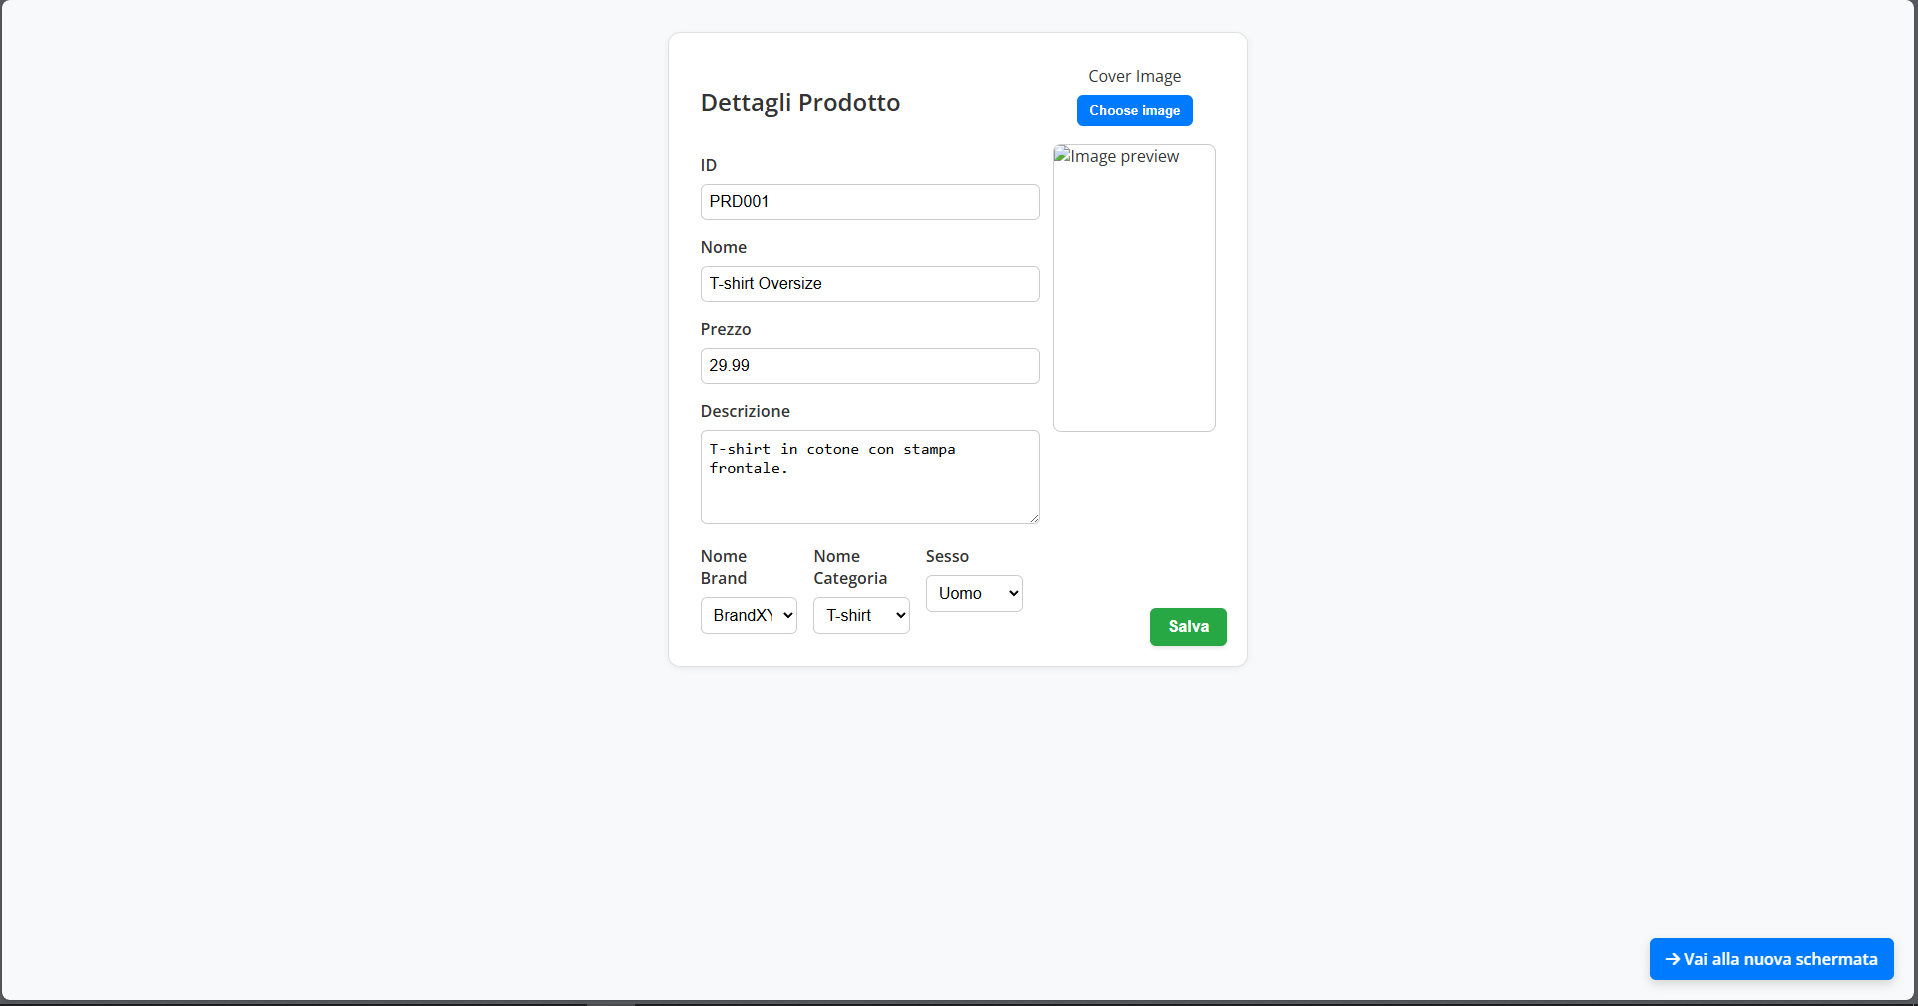 Dettagli Prodotto
Cover Image
Choose image
Image preview
ID
PRD001
Nome
T-shirt Oversize
Prezzo
29.99
Descrizione
T-shirt in cotone con stampa
frontale.
Nome
Brand
BrandXY
Nome
Categoria
T-shirt
Sesso
Uomo
Salva
Vai alla nuova schermata